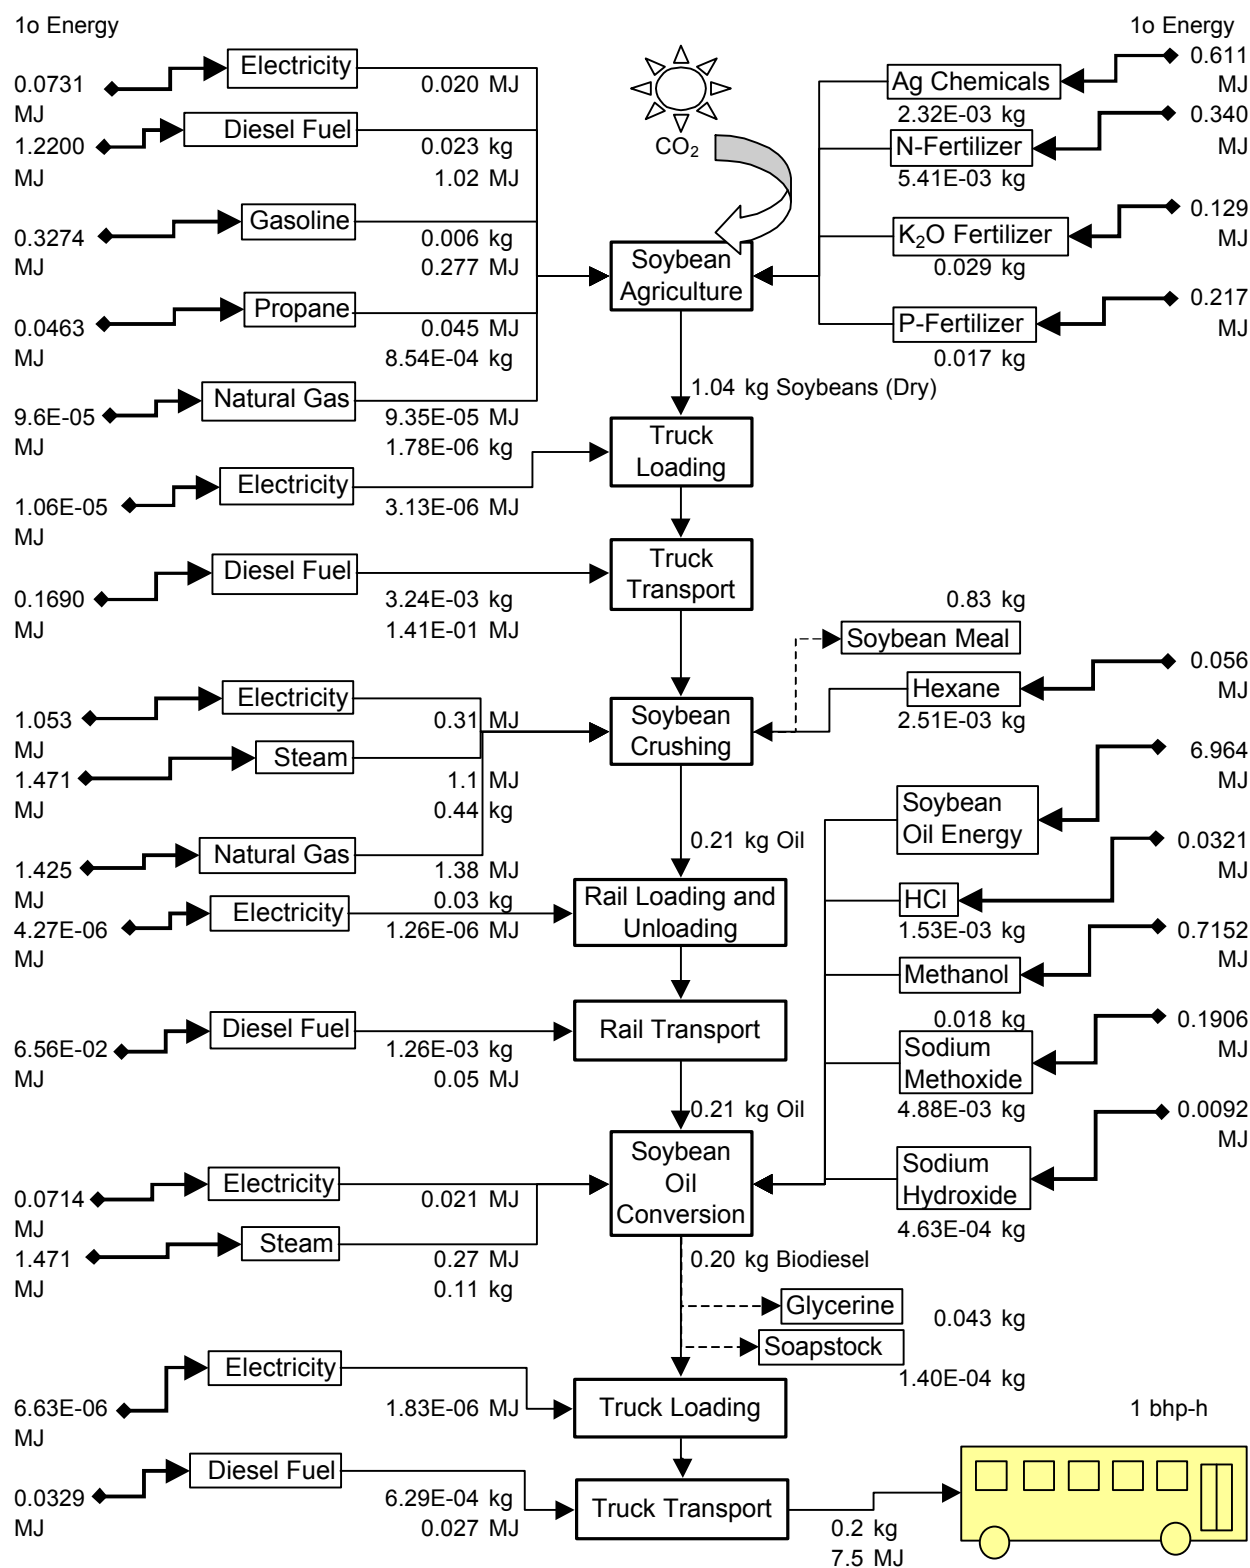 1o Energy
1o Energy
Electricity
0.0731
MJ
0.020 MJ
Diesel Fuel
1.2200
MJ
0.023 kg
1.02 MJ
Gasoline
0.3274
MJ
0.006 kg
0.277 MJ
Propane
0.0463
MJ
0.045 MJ
8.54E-04 kg
Natural Gas
9.6E-05
MJ
9.35E-05 MJ
1.78E-06 kg
CO₂
Ag Chemicals
0.611
MJ
2.32E-03 kg
N-Fertilizer
0.340
MJ
5.41E-03 kg
K₂O Fertilizer
0.129
MJ
0.029 kg
P-Fertilizer
0.217
MJ
0.017 kg
Soybean
Agriculture
1.04 kg Soybeans (Dry)
Electricity
1.06E-05
MJ
3.13E-06 MJ
Truck
Loading
Diesel Fuel
0.1690
MJ
3.24E-03 kg
1.41E-01 MJ
Truck
Transport
0.83 kg
Soybean Meal
Electricity
1.053
MJ
0.31 MJ
Steam
1.471
MJ
1.1 MJ
0.44 kg
Natural Gas
1.425
MJ
1.38 MJ
0.03 kg
Soybean
Crushing
Hexane
0.056
MJ
2.51E-03 kg
0.21 kg Oil
Electricity
4.27E-06
MJ
1.26E-06 MJ
Rail Loading and
Unloading
Diesel Fuel
6.56E-02
MJ
1.26E-03 kg
0.05 MJ
Rail Transport
0.21 kg Oil
Soybean
Oil Energy
6.964
MJ
HCl
0.0321
MJ
1.53E-03 kg
Methanol
0.7152
MJ
0.018 kg
Sodium
Methoxide
0.1906
MJ
4.88E-03 kg
Sodium
Hydroxide
0.0092
MJ
4.63E-04 kg
Electricity
0.0714
MJ
0.021 MJ
Steam
1.471
MJ
0.27 MJ
0.11 kg
Soybean
Oil
Conversion
0.20 kg Biodiesel
Glycerine
0.043 kg
Soapstock
1.40E-04 kg
Electricity
6.63E-06
MJ
1.83E-06 MJ
Truck Loading
Diesel Fuel
0.0329
MJ
6.29E-04 kg
0.027 MJ
Truck Transport
0.2 kg
7.5 MJ
1 bhp-h